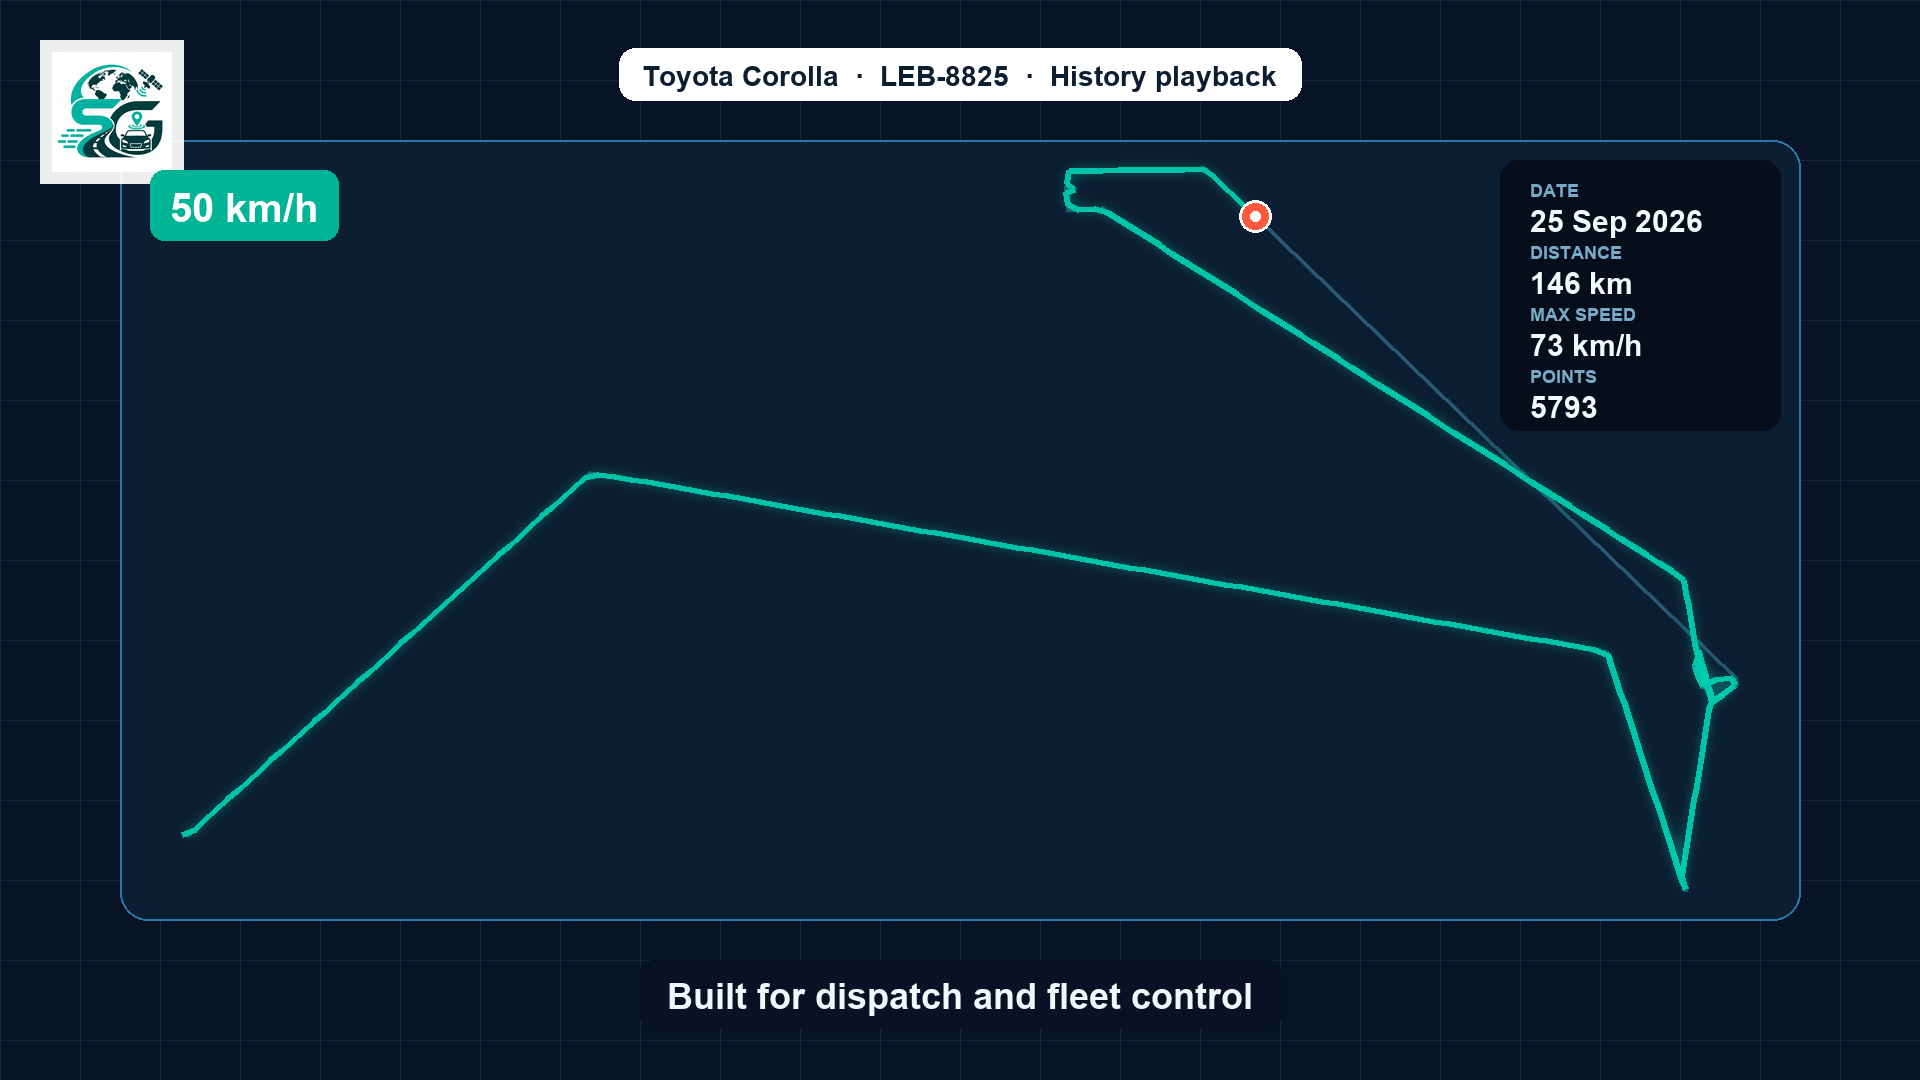 Toyota Corolla · LEB-8825 · History playback
SG
50 km/h
DATE
25 Sep 2026
DISTANCE
146 km
MAX SPEED
73 km/h
POINTS
5793
Built for dispatch and fleet control